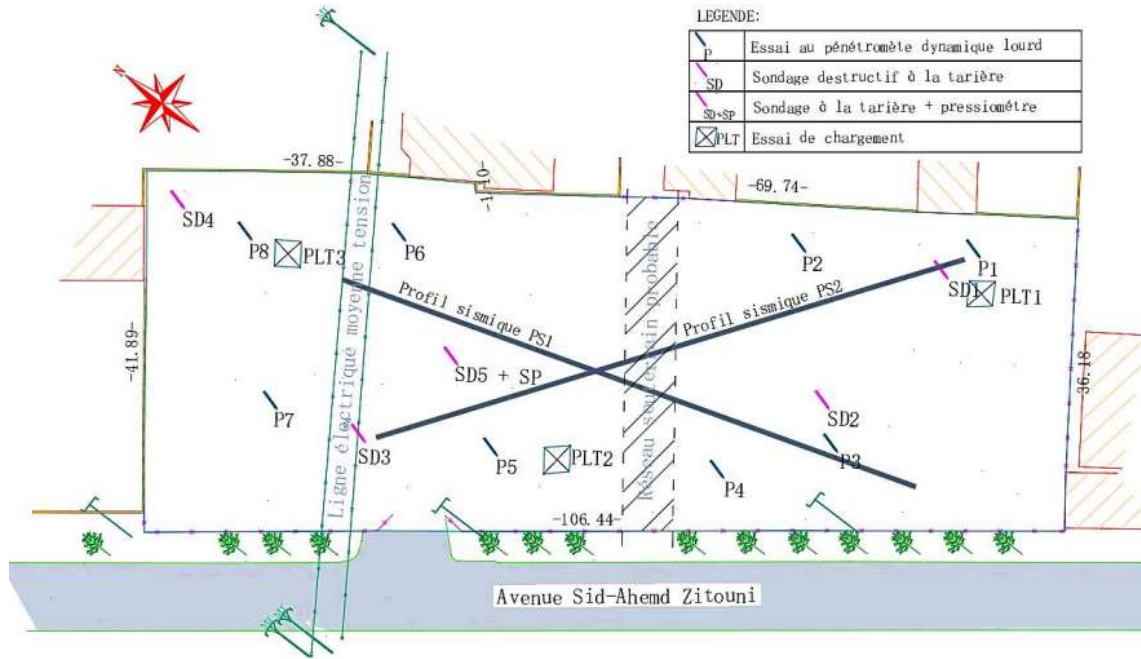 LEGENDE:
P Essai au pénétromète dynamique lourd
SD Sondage destructif à la tarière
SD+SP Sondage à la tarière + pressiométre
PLT Essai de chargement
N
-37.88-
-1.10-
-69.74-
SD4
P8
PLT3
P6
P2
P1
SD1
PLT1
Profil sismique PS1
Profil sismique PS2
Ligne électrique moyenne tension
Réseau souterrain probable
-41.89-
36.18
SD5 + SP
P7
SD3
P5
PLT2
SD2
P3
P4
-106.44-
Avenue Sid-Ahemd Zitouni